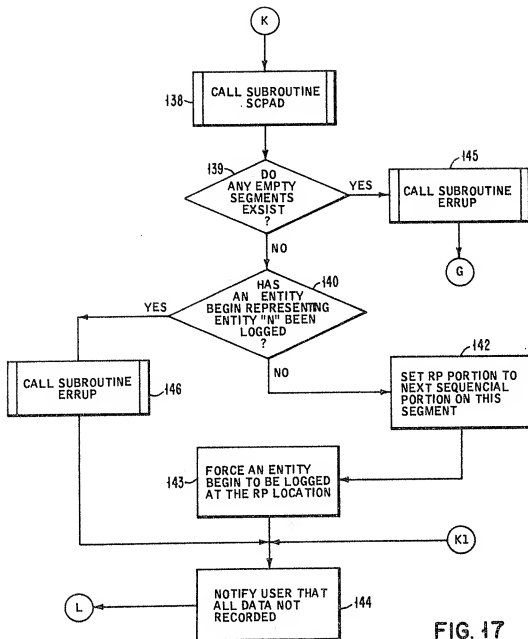 K
138
CALL SUBROUTINE
SCPAD
139
DO
ANY EMPTY
SEGMENTS
EXSIST
?
YES
145
CALL SUBROUTINE
ERRUP
G
NO
140
HAS
AN ENTITY
BEGIN REPRESENTING
ENTITY "N" BEEN
LOGGED
?
YES
CALL SUBROUTINE
ERRUP
146
NO
142
SET RP PORTION TO
NEXT SEQUENCIAL
PORTION ON THIS
SEGMENT
143
FORCE AN ENTITY
BEGIN TO BE LOGGED
AT THE RP LOCATION
K1
NOTIFY USER THAT
ALL DATA NOT
RECORDED
144
L
FIG. 17